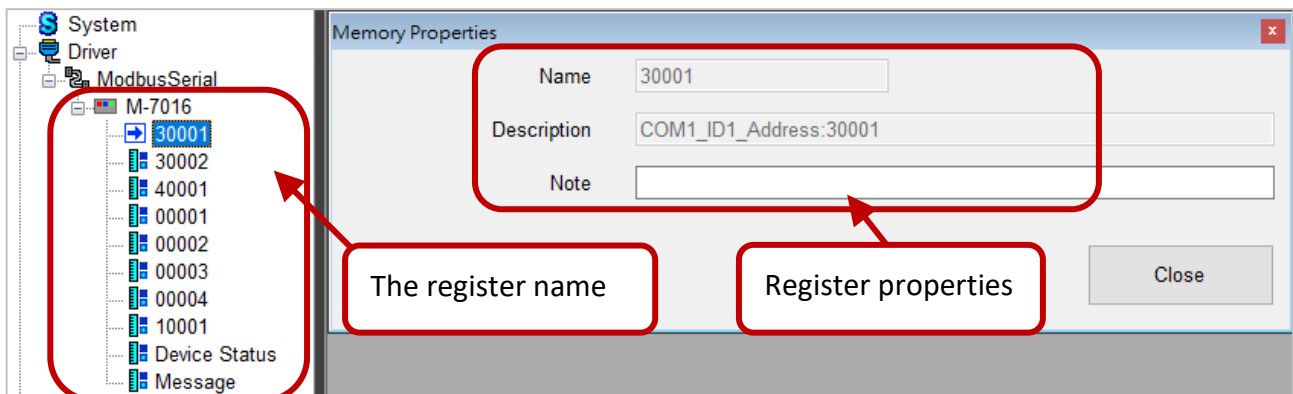 System
Driver
ModbusSerial
M-7016
30001
30002
40001
00001
00002
00003
00004
10001
Device Status
Message
Memory Properties
x
Name 30001
Description COM1_ID1_Address:30001
Note
Close
The register name
Register properties